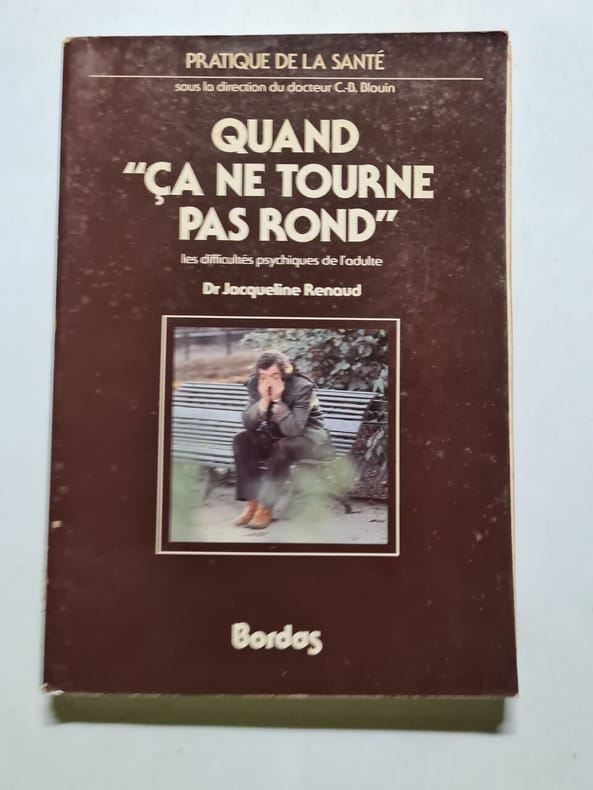 PRATIQUE DE LA SANTÉ
sous la direction du docteur C.-B. Blouin
QUAND
“ÇA NE TOURNE
PAS ROND”
les difficultés psychiques de l'adulte
Dr Jacqueline Renaud
Bordas